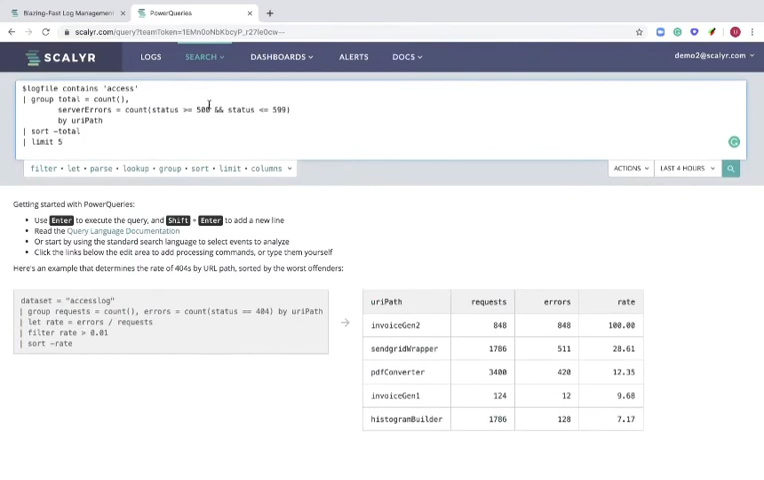 Blazing-Fast Log Management
PowerQueries
scalyr.com/query?teamToken=1EMn0oNbKbcyP_r27le0cw--
U
SCALYR
LOGS
SEARCH
DASHBOARDS
ALERTS
DOCS
demo2@scalyr.com
$logfile contains 'access'
| group total = count(),
serverErrors = count(status >= 500 && status <= 599)
by uriPath
| sort -total
| limit 5
filter • let • parse • lookup • group • sort • limit • columns
ACTIONS
LAST 4 HOURS
Getting started with PowerQueries:
• Use Enter to execute the query, and Shift + Enter to add a new line
• Read the Query Language Documentation
• Or start by using the standard search language to select events to analyze
• Click the links below the edit area to add processing commands, or type them yourself
Here's an example that determines the rate of 404s by URL path, sorted by the worst offenders:
dataset = "accesslog"
| group requests = count(), errors = count(status == 404) by uriPath
| let rate = errors / requests
| filter rate > 0.01
| sort -rate
uriPath requests errors rate
invoiceGen2 848 848 100.00
sendgridWrapper 1786 511 28.61
pdfConverter 3400 420 12.35
invoiceGen1 124 12 9.68
histogramBuilder 1786 128 7.17